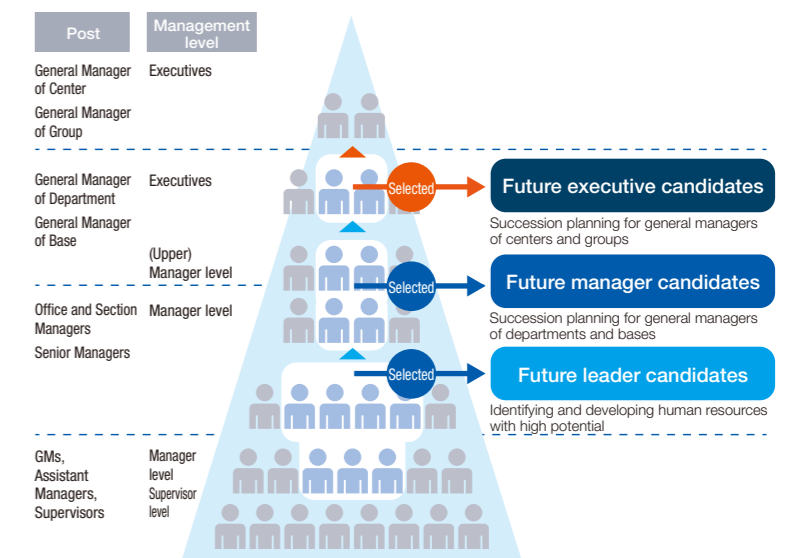 Post
Management
level
General Manager
of Center
Executives
General Manager
of Group
General Manager
of Department
Executives
General Manager
of Base
(Upper)
Manager level
Selected
Future executive candidates
Succession planning for general managers
of centers and groups
Selected
Future manager candidates
Succession planning for general managers
of departments and bases
Office and Section
Managers
Manager level
Senior Managers
Selected
Future leader candidates
Identifying and developing human resources
with high potential
GMs,
Assistant
Managers,
Supervisors
Manager
level
Supervisor
level